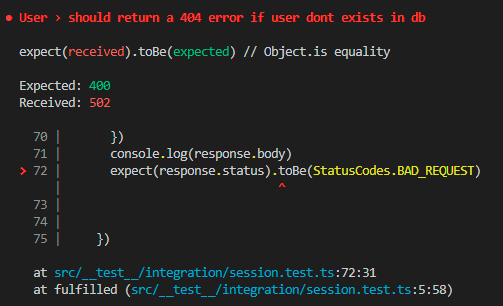 ● User › should return a 404 error if user dont exists in db
expect(received).toBe(expected) // Object.is equality
Expected: 400
Received: 502
70 |       })
71 |       console.log(response.body)
> 72 |       expect(response.status).toBe(StatusCodes.BAD_REQUEST)
|                               ^
73 |
74 |
75 |     })
at src/__test__/integration/session.test.ts:72:31
at fulfilled (src/__test__/integration/session.test.ts:5:58)